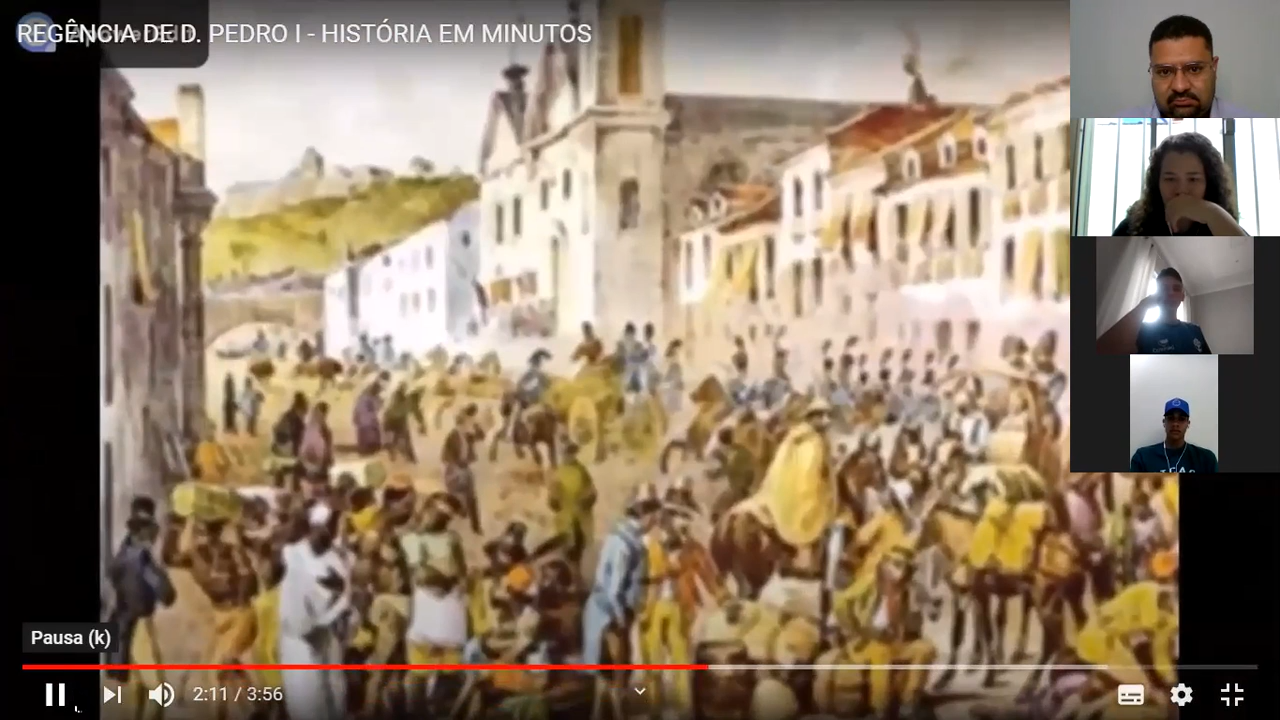 REGÊNCIA DE D. PEDRO I - HISTÓRIA EM MINUTOS
Pausa (k)
2:11 / 3:56